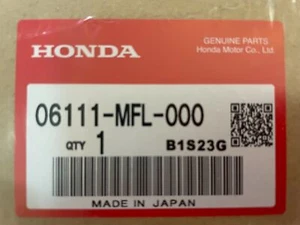 HONDA
GENUINE PARTS
Honda Motor Co., Ltd.
06111-MFL-000
QTY 1 B1S23G
MADE IN JAPAN